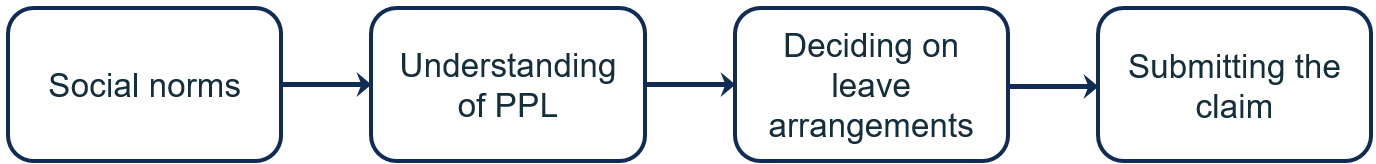 Social norms
Understanding
of PPL
Deciding on
leave
arrangements
Submitting the
claim